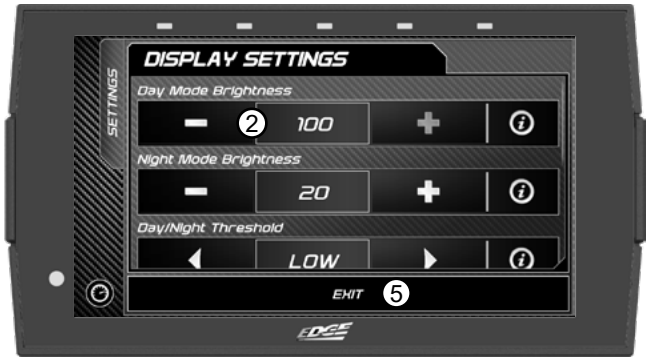 DISPLAY SETTINGS
SETTINGS
Day Mode Brightness
2 100 + i
Night Mode Brightness
20 + i
Day/Night Threshold
LOW i
EXIT 5
EDGE